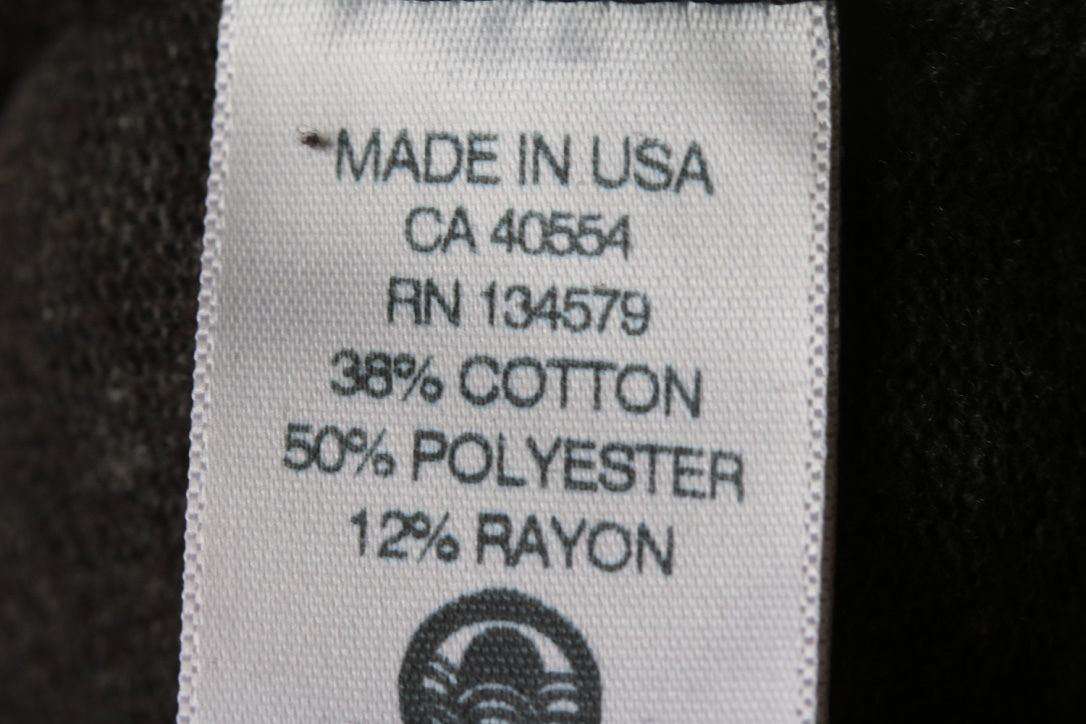 MADE IN USA
CA 40554
RN 134579
38% COTTON
50% POLYESTER
12% RAYON